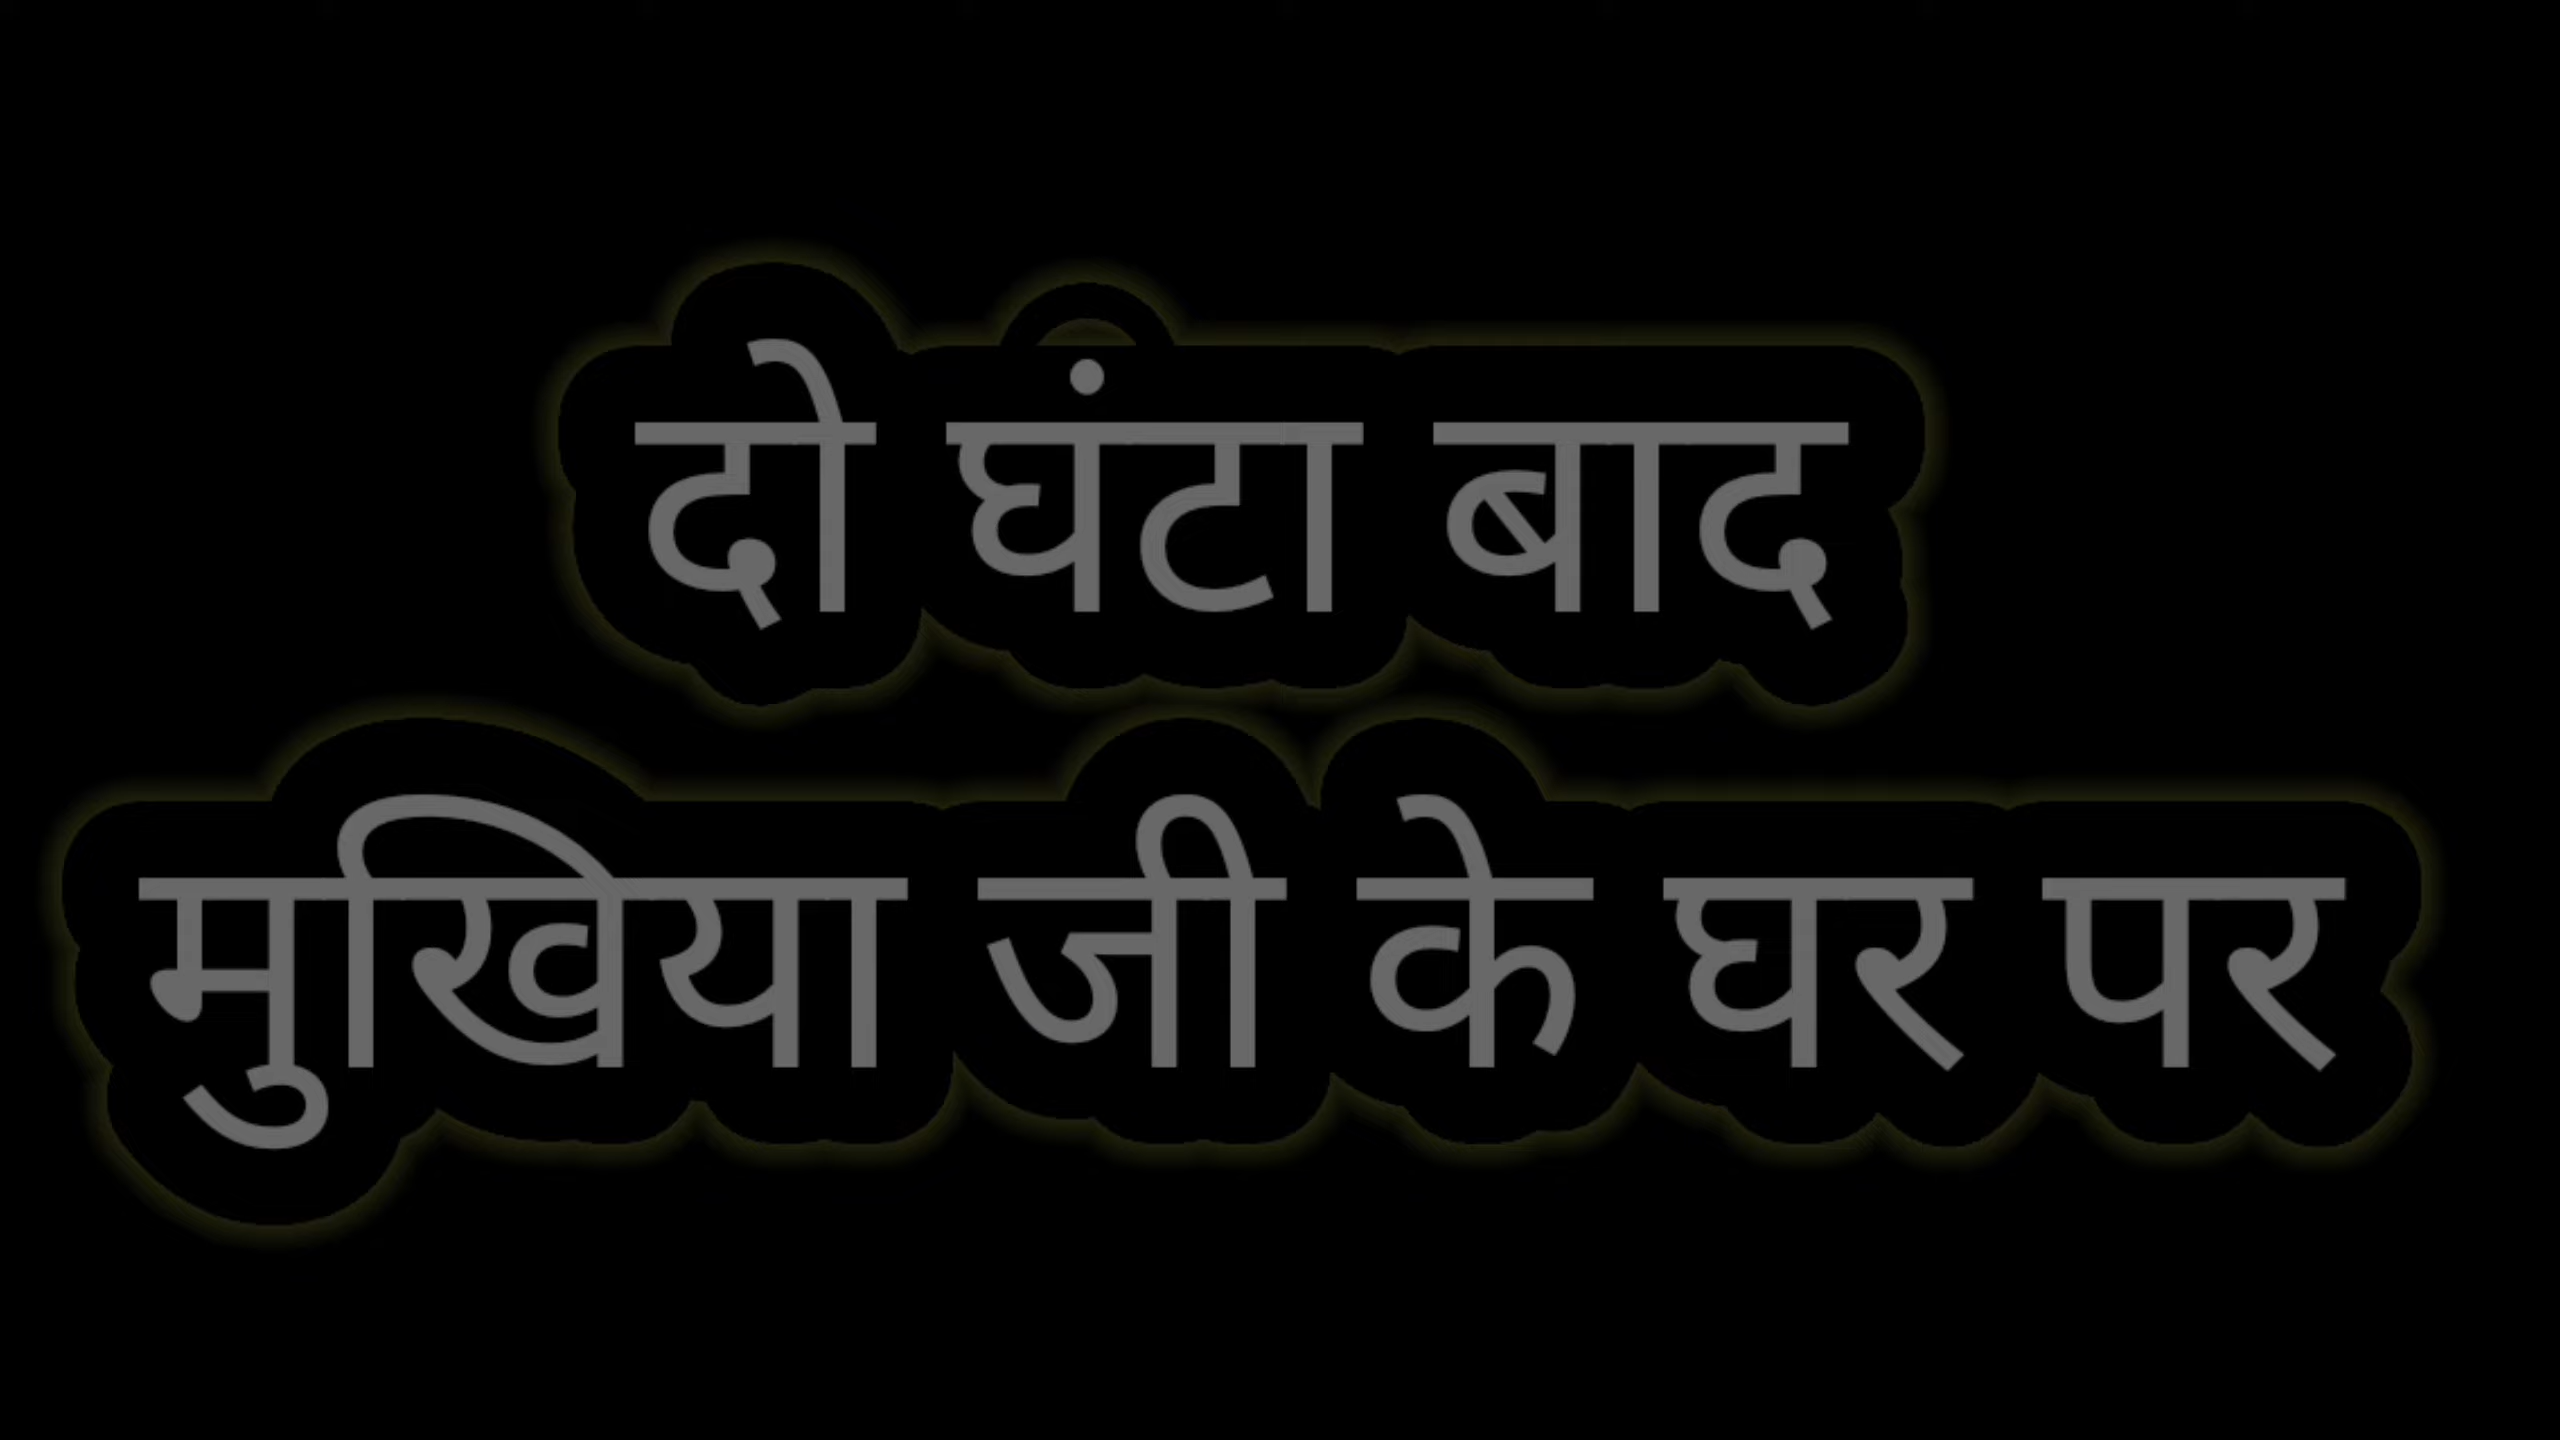 दो घंटा बाद
मुखिया जी के घर पर